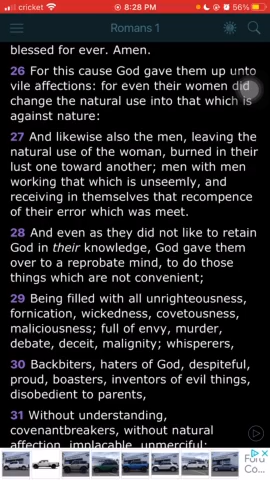 cricket
8:28 PM
56%
Romans 1
blessed for ever. Amen.
26 For this cause God gave them up unto
vile affections: for even their women did
change the natural use into that which is
against nature:
27 And likewise also the men, leaving the
natural use of the woman, burned in their
lust one toward another; men with men
working that which is unseemly, and
receiving in themselves that recompence
of their error which was meet.
28 And even as they did not like to retain
God in their knowledge, God gave them
over to a reprobate mind, to do those
things which are not convenient;
29 Being filled with all unrighteousness,
fornication, wickedness, covetousness,
maliciousness; full of envy, murder,
debate, deceit, malignity; whisperers,
30 Backbiters, haters of God, despiteful,
proud, boasters, inventors of evil things,
disobedient to parents,
31 Without understanding,
covenantbreakers, without natural
affection, implacable, unmerciful:
Co...